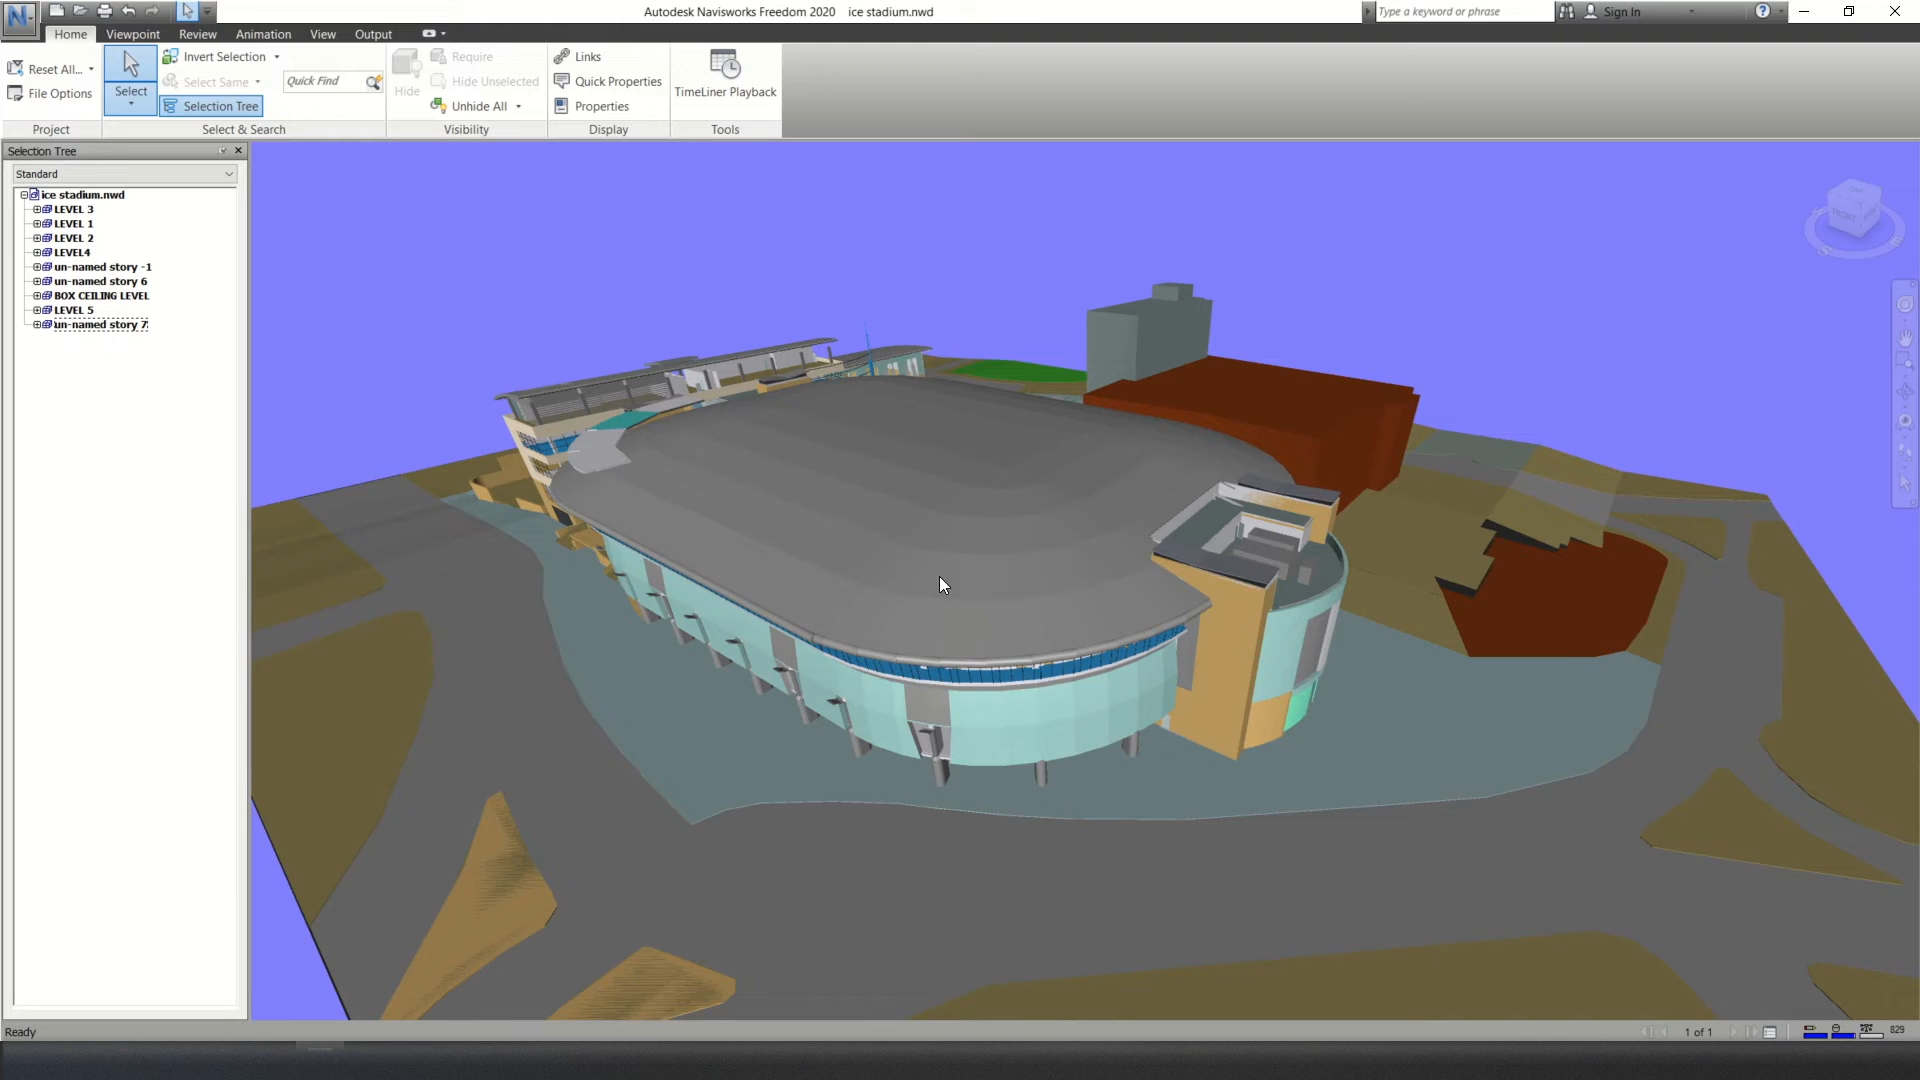 Autodesk Navisworks Freedom 2020 ice stadium.nwd
Type a keyword or phrase
Sign In
Home Viewpoint Review Animation View Output
Reset All...
File Options
Project
Select
Invert Selection
Select Same
Selection Tree
Quick Find
Select & Search
Hide
Require
Hide Unselected
Unhide All
Visibility
Links
Quick Properties
Properties
Display
TimeLiner Playback
Tools
Selection Tree
Standard
ice stadium.nwd
LEVEL 3
LEVEL 1
LEVEL 2
LEVEL4
un-named story -1
un-named story 6
BOX CEILING LEVEL
LEVEL 5
un-named story 7
FRONT
Ready
1 of 1
829